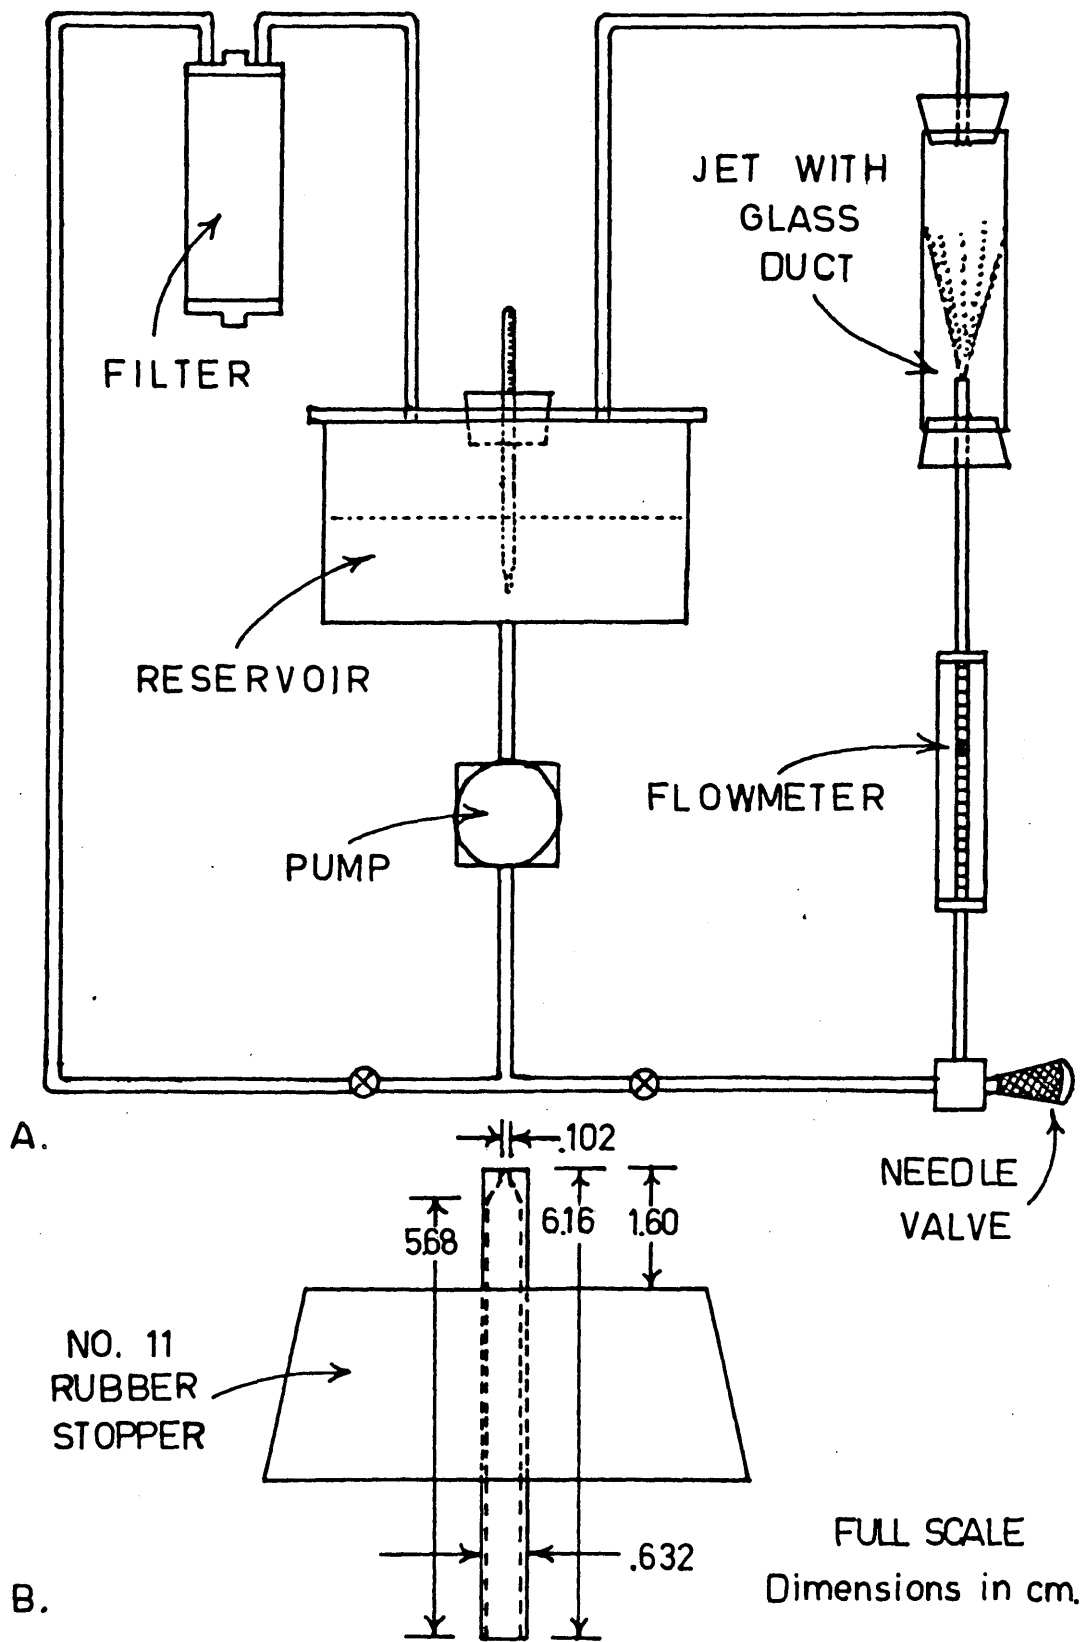 JET WITH
GLASS
DUCT
FILTER
RESERVOIR
FLOWMETER
PUMP
A.
.102
NEEDLE
VALVE
5.68
6.16
1.60
NO. 11
RUBBER
STOPPER
.632
FULL SCALE
Dimensions in cm.
B.